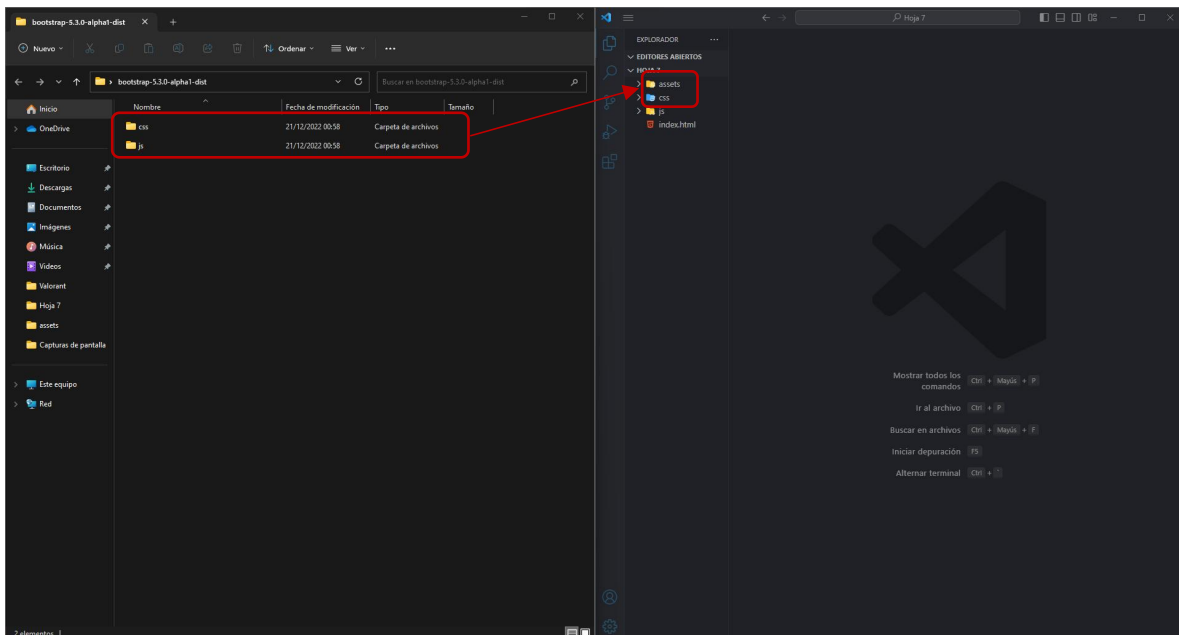 bootstrap-5.3.0-alpha1-dist
Nuevo
Ordenar
Ver
bootstrap-5.3.0-alpha1-dist
Buscar en bootstrap-5.3.0-alpha1-dist
Inicio
Nombre Fecha de modificación Tipo Tamaño
OneDrive
css 21/12/2022 00:58 Carpeta de archivos
js 21/12/2022 00:58 Carpeta de archivos
Escritorio
Descargas
Documentos
Imágenes
Música
Videos
Valorant
Hoja 7
assets
Capturas de pantalla
Este equipo
Red
2 elementos
Hoja 7
EXPLORADOR
EDITORES ABIERTOS
HOJA 7
assets
css
js
index.html
Mostrar todos los
comandos Ctrl + Mayús + P
Ir al archivo Ctrl + P
Buscar en archivos Ctrl + Mayús + F
Iniciar depuración F5
Alternar terminal Ctrl + `